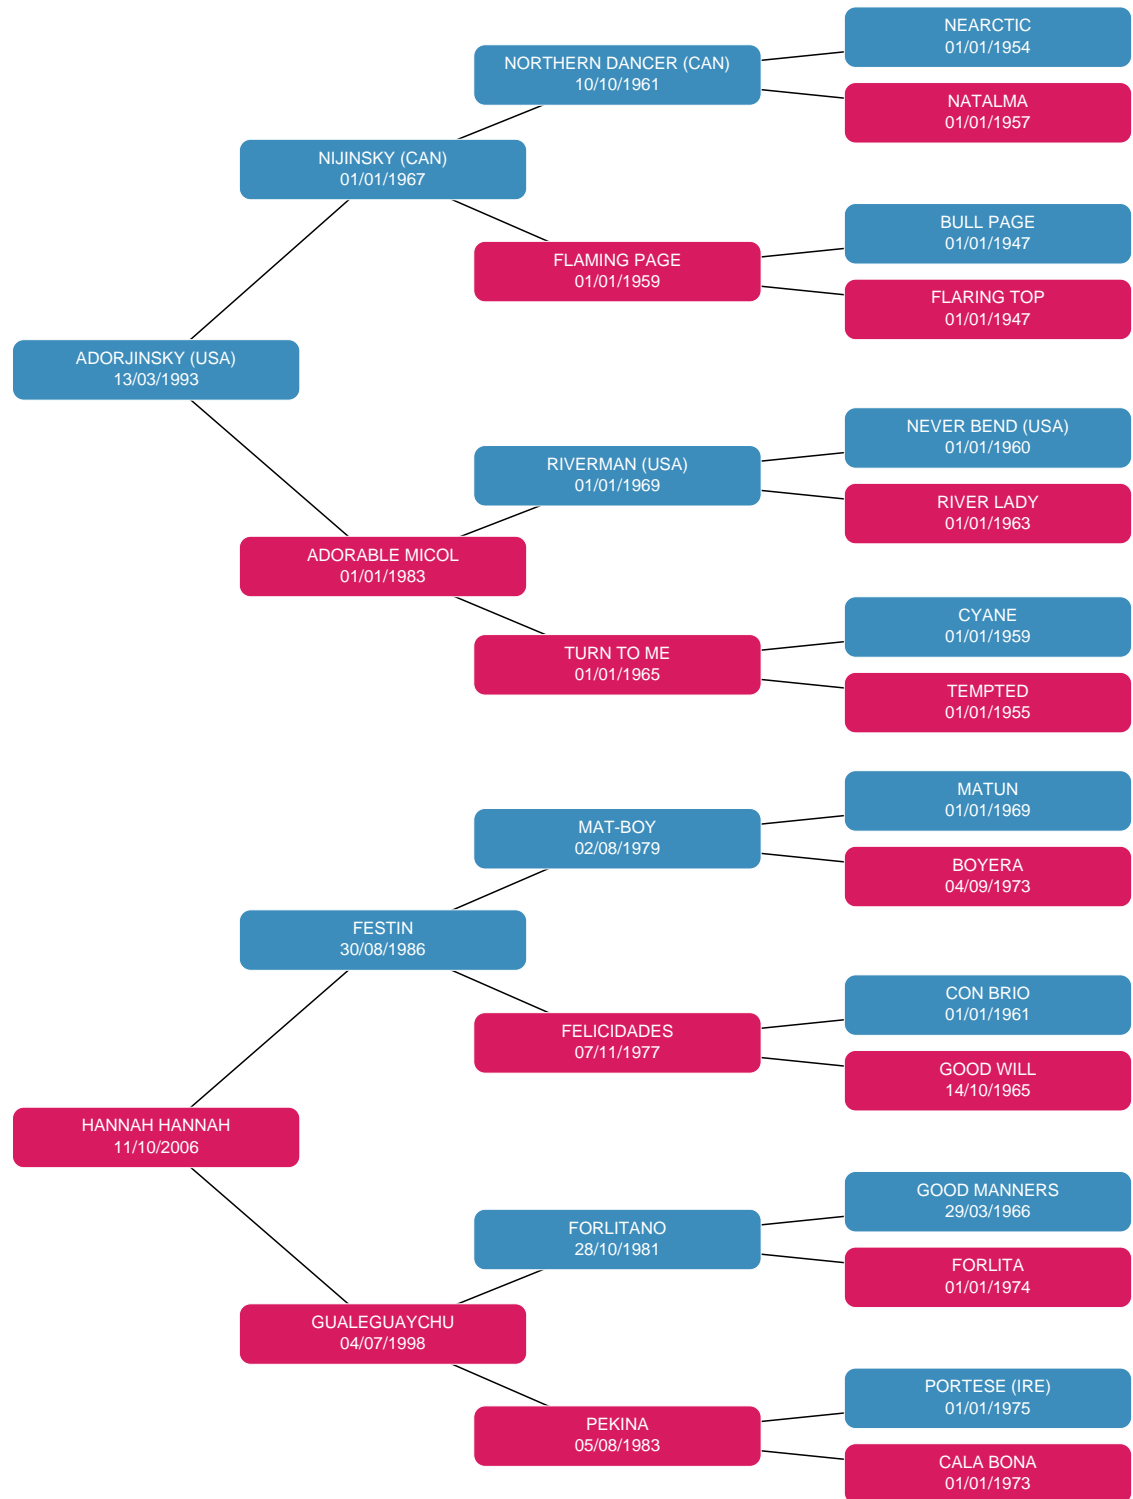 NEARCTIC
01/01/1954
NORTHERN DANCER (CAN)
10/10/1961
NATALMA
01/01/1957
NIJINSKY (CAN)
01/01/1967
BULL PAGE
01/01/1947
FLAMING PAGE
01/01/1959
FLARING TOP
01/01/1947
ADORJINSKY (USA)
13/03/1993
NEVER BEND (USA)
01/01/1960
RIVERMAN (USA)
01/01/1969
RIVER LADY
01/01/1963
ADORABLE MICOL
01/01/1983
CYANE
01/01/1959
TURN TO ME
01/01/1965
TEMPTED
01/01/1955
MATUN
01/01/1969
MAT-BOY
02/08/1979
BOYERA
04/09/1973
FESTIN
30/08/1986
CON BRIO
01/01/1961
FELICIDADES
07/11/1977
GOOD WILL
14/10/1965
HANNAH HANNAH
11/10/2006
GOOD MANNERS
29/03/1966
FORLITANO
28/10/1981
FORLITA
01/01/1974
GUALEGUAYCHU
04/07/1998
PORTESE (IRE)
01/01/1975
PEKINA
05/08/1983
CALA BONA
01/01/1973